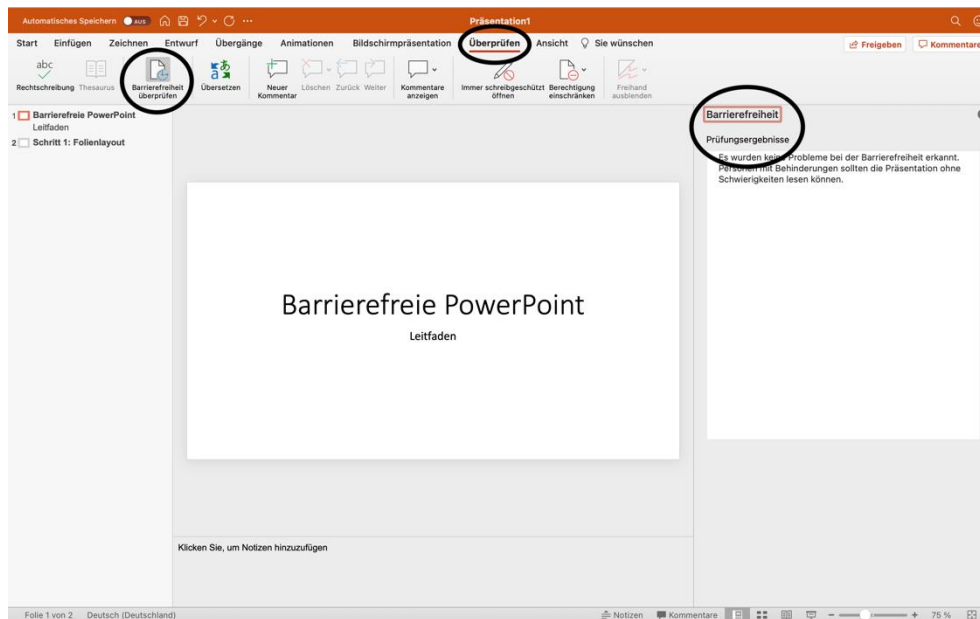 Automatisches Speichern AUS Präsentation1
Start Einfügen Zeichnen Entwurf Übergänge Animationen Bildschirmpräsentation Überprüfen Ansicht Sie wünschen Freigeben Kommentare
abc
Rechtschreibung Thesaurus Barrierefreiheit überprüfen Übersetzen Neuer Kommentar Löschen Zurück Weiter Kommentare anzeigen Immer schreibgeschützt öffnen Berechtigung einschränken Freihand ausblenden
1 Barrierefreie PowerPoint
Leitfaden
2 Schritt 1: Folienlayout
Barrierefreie PowerPoint
Leitfaden
Klicken Sie, um Notizen hinzuzufügen
Barrierefreiheit
Prüfungsergebnisse
Es wurden keine Probleme bei der Barrierefreiheit erkannt.
Personen mit Behinderungen sollten die Präsentation ohne
Schwierigkeiten lesen können.
Folie 1 von 2 Deutsch (Deutschland) Notizen Kommentare 75 %